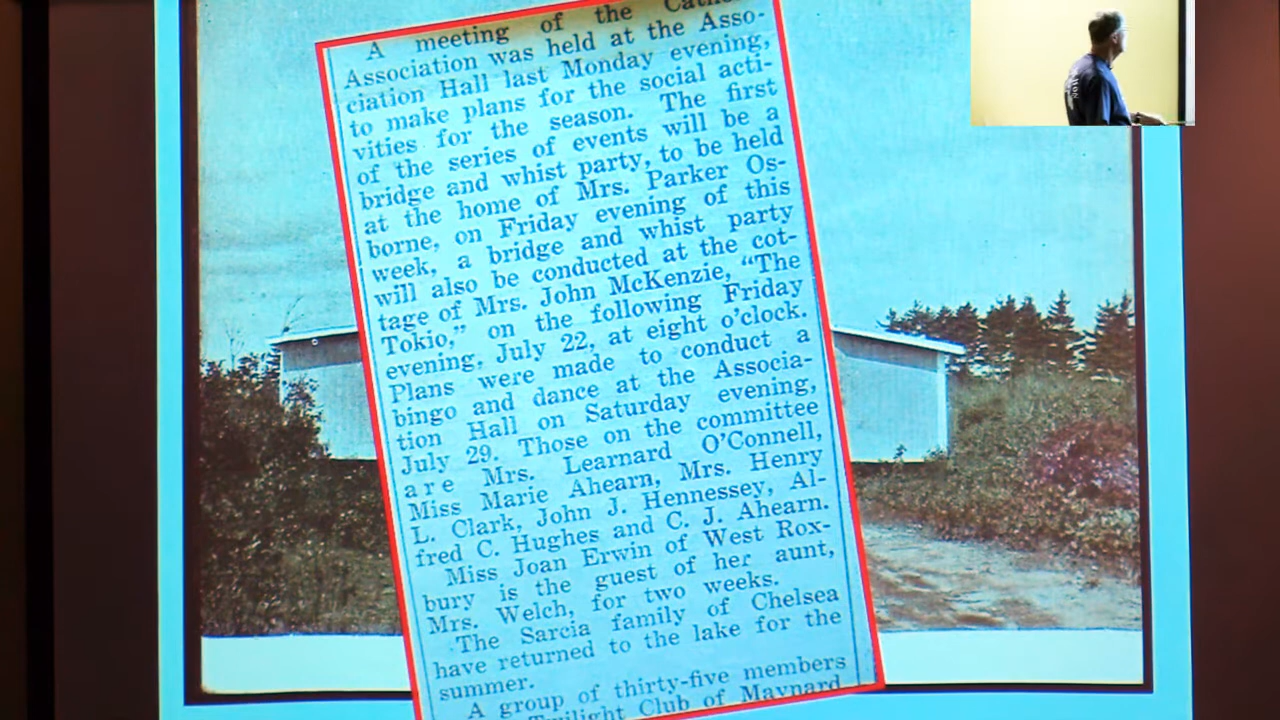 A meeting of the
Association was held at the Asso-
ciation Hall last Monday evening,
to make plans for the social acti-
vities for the season. The first
of the series of events will be a
bridge and whist party, to be held
at the home of Mrs. Parker Os-
borne, on Friday evening of this
week, a bridge and whist party
will also be conducted at the cot-
tage of Mrs. John McKenzie, “The
Tokio,” on the following Friday
evening, July 22, at eight o’clock.
Plans were made to conduct a
bingo and dance at the Associa-
tion Hall on Saturday evening,
July 29. Those on the committee
are Mrs. Learnard O’Connell,
Miss Marie Ahearn, Mrs. Henry
L. Clark, John J. Hennessey, Al-
fred C. Hughes and C. J. Ahearn.
Miss Joan Erwin of West Rox-
bury is the guest of her aunt,
Mrs. Welch, for two weeks.
The Sarcia family of Chelsea
have returned to the lake for the
summer.
A group of thirty-five members
Twilight Club of Maynard